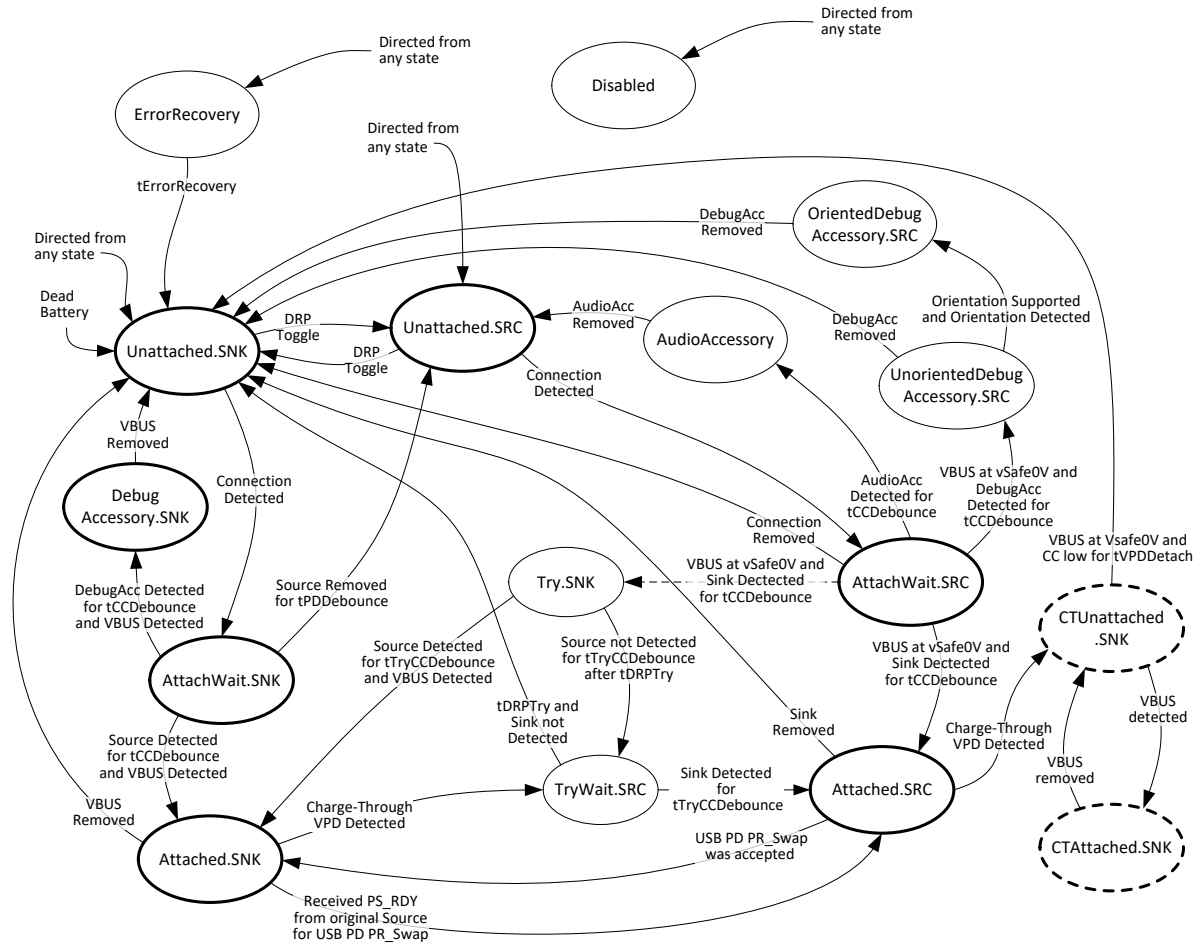 Directed from
any state
Directed from
any state
ErrorRecovery
Disabled
Directed from
any state
tErrorRecovery
DebugAcc
Removed
OrientedDebug
Accessory.SRC
Directed from
any state
Dead
Battery
Unattached.SNK
DRP
Toggle
DRP
Toggle
Unattached.SRC
AudioAcc
Removed
AudioAccessory
DebugAcc
Removed
Orientation Supported
and Orientation Detected
UnorientedDebug
Accessory.SRC
Connection
Detected
VBUS
Removed
Debug
Accessory.SNK
Connection
Detected
AudioAcc
Detected for
tCCDebounce
VBUS at vSafe0V and
DebugAcc
Detected for
tCCDebounce
Connection
Removed
VBUS at Vsafe0V and
CC low for tVPDDetach
DebugAcc Detected
for tCCDebounce
and VBUS Detected
Source Removed
for tPDDebounce
Try.SNK
VBUS at vSafe0V and
Sink Dectected
for tCCDebounce
AttachWait.SRC
CTUnattached
.SNK
AttachWait.SNK
Source Detected
for tTryCCDebounce
and VBUS Detected
Source not Detected
for tTryCCDebounce
after tDRPTry
VBUS at vSafe0V and
Sink Dectected
for tCCDebounce
VBUS
detected
tDRPTry and
Sink not
Detected
Sink
Removed
Charge-Through
VPD Detected
VBUS
removed
Source Detected
for tCCDebounce
and VBUS Detected
VBUS
Removed
Charge-Through
VPD Detected
TryWait.SRC
Sink Detected
for
tTryCCDebounce
Attached.SRC
CTAttached.SNK
Attached.SNK
USB PD PR_Swap
was accepted
Received PS_RDY
from original Source
for USB PD PR_Swap